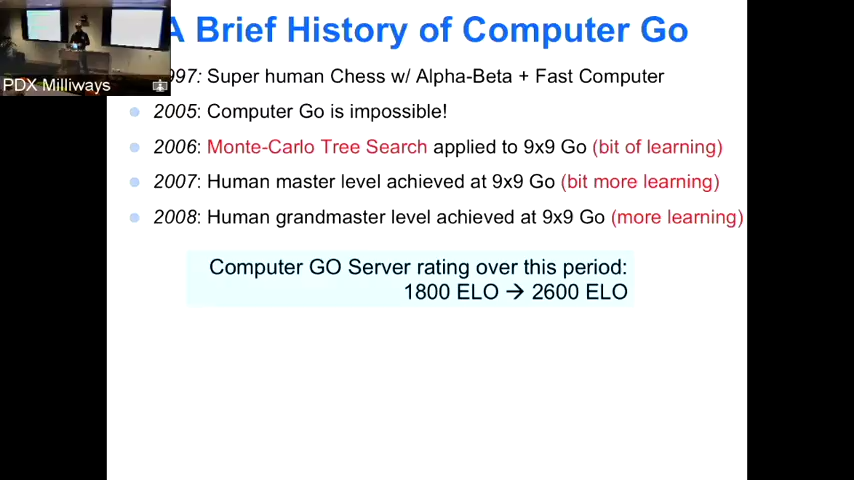 A Brief History of Computer Go
997: Super human Chess w/ Alpha-Beta + Fast Computer
PDX Milliways
2005: Computer Go is impossible!
2006: Monte-Carlo Tree Search applied to 9x9 Go (bit of learning)
2007: Human master level achieved at 9x9 Go (bit more learning)
2008: Human grandmaster level achieved at 9x9 Go (more learning)
Computer GO Server rating over this period:
1800 ELO → 2600 ELO